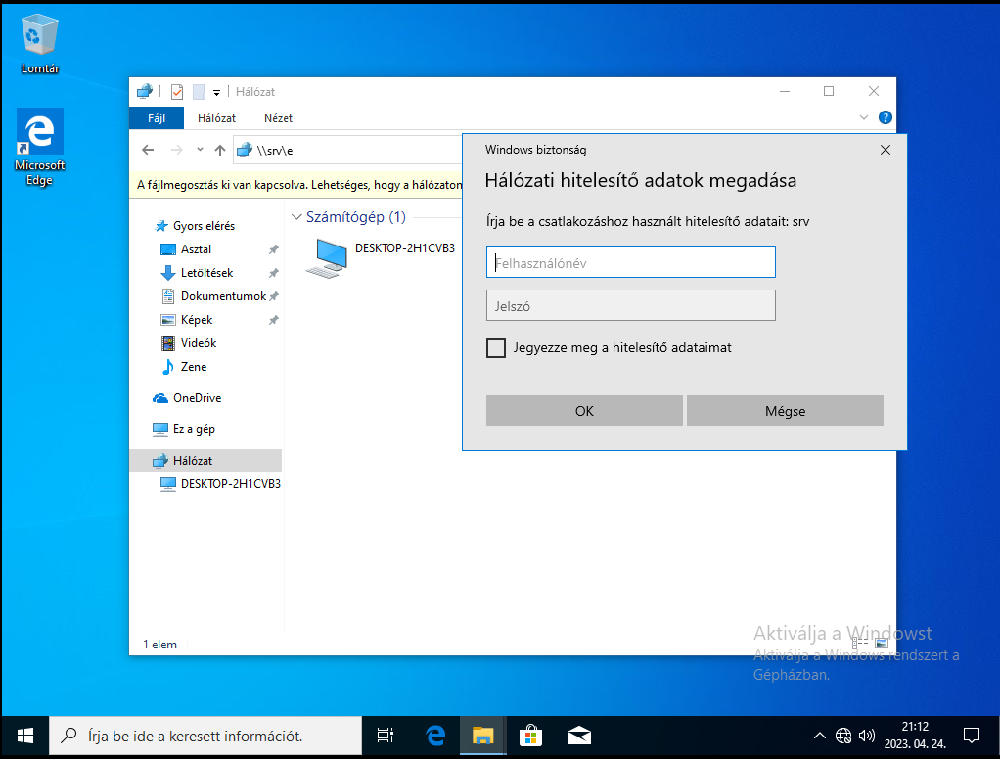 Lomtár
Microsoft
Edge
Hálózat
Fájl
Hálózat
Nézet
\\srv\e
A fájlmegosztás ki van kapcsolva. Lehetséges, hogy a hálózaton
Gyors elérés
Asztal
Letöltések
Dokumentumok
Képek
Videók
Zene
OneDrive
Ez a gép
Hálózat
DESKTOP-2H1CVB3
Számítógép (1)
DESKTOP-2H1CVB3
1 elem
Windows biztonság
Hálózati hitelesítő adatok megadása
Írja be a csatlakozáshoz használt hitelesítő adatait: srv
Felhasználónév
Jelszó
Jegyezze meg a hitelesítő adataimat
OK
Mégse
Aktiválja a Windowst
Aktiválja a Windows rendszert a
Gépházban.
Írja be ide a keresett információt.
21:12
2023. 04. 24.